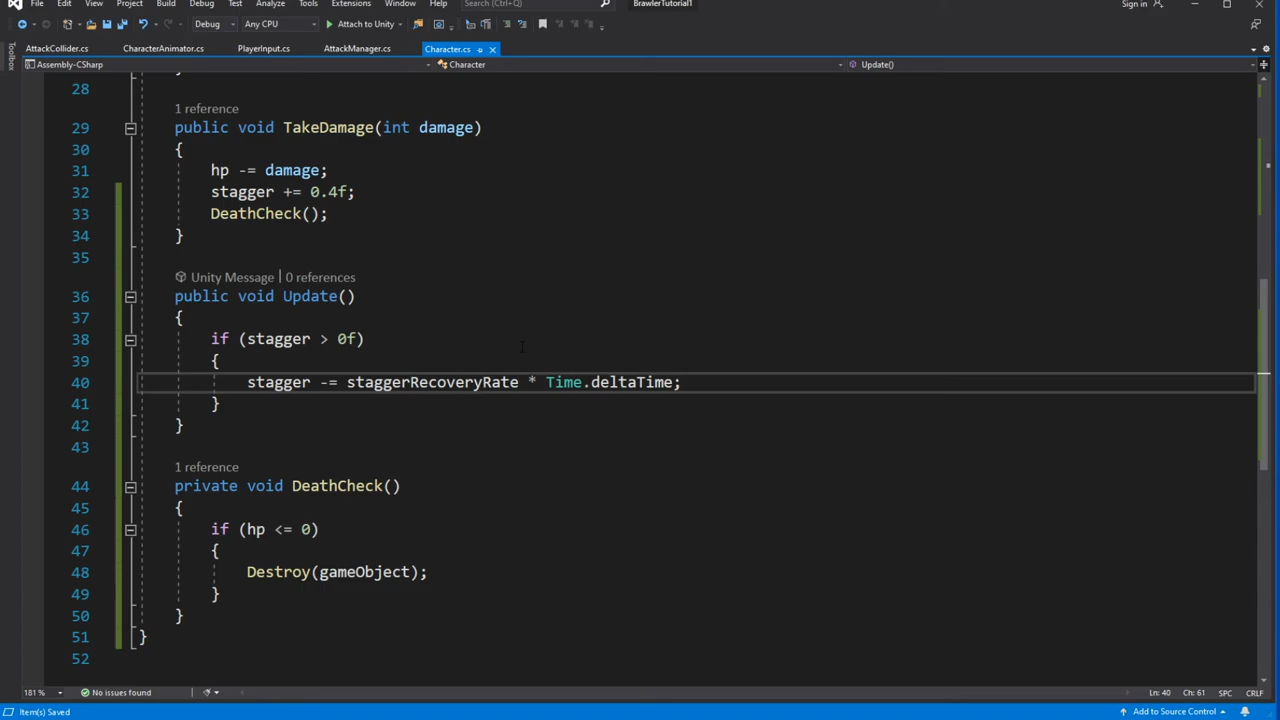 File Edit View Project Build Debug Test Analyze Tools Extensions Window Help Search (Ctrl+Q) BrawlerTutorial1 Sign in
Debug Any CPU Attach to Unity
Toolbox
AttackCollider.cs CharacterAnimator.cs PlayerInput.cs AttackManager.cs Character.cs
Assembly-CSharp Character Update()
28
1 reference
29 public void TakeDamage(int damage)
30 {
31 hp -= damage;
32 stagger += 0.4f;
33 DeathCheck();
34 }
35
Unity Message | 0 references
36 public void Update()
37 {
38 if (stagger > 0f)
39 {
40 stagger -= staggerRecoveryRate * Time.deltaTime;
41 }
42 }
43
1 reference
44 private void DeathCheck()
45 {
46 if (hp <= 0)
47 {
48 Destroy(gameObject);
49 }
50 }
51 }
52
181 % No issues found Ln: 40 Ch: 61 SPC CRLF
Item(s) Saved Add to Source Control